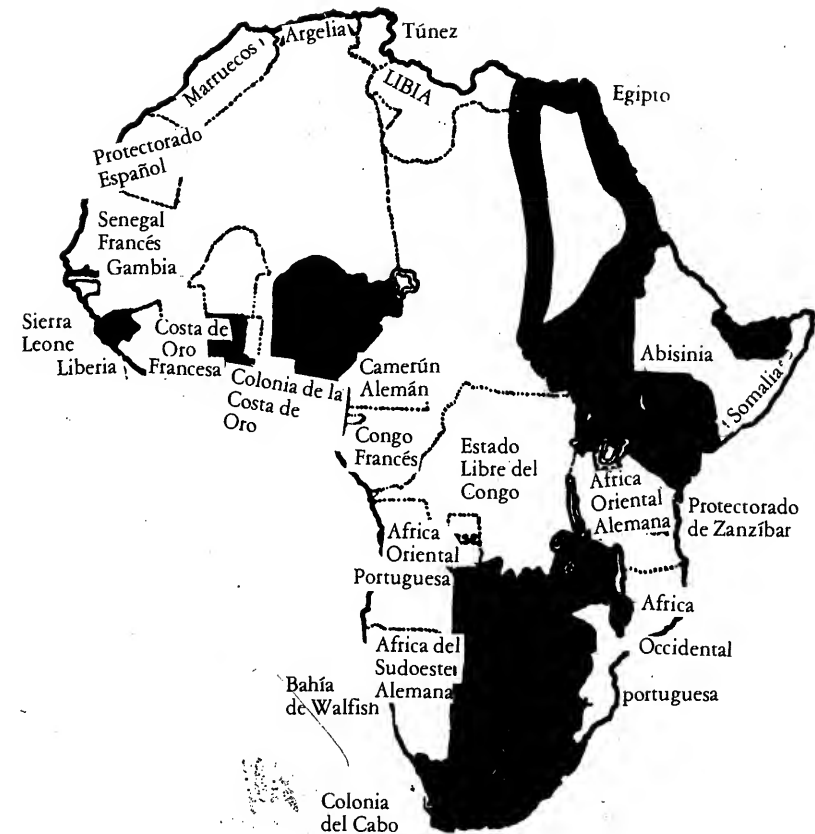 Argelia
Túnez
Marruecos
LIBIA
Egipto
Protectorado
Español
Senegal
Francés
Gambia
Sierra
Leone
Liberia
Costa de
Oro
Francesa
Colonia de la
Costa de
Oro
Camerún
Alemán
Abisinia
Somalia
Congo
Francés
Estado
Libre del
Congo
Africa
Oriental
Alemana
Protectorado
de Zanzíbar
Africa
Oriental
Portuguesa
Africa
Occidental
portuguesa
Africa del
Sudoeste
Alemana
Bahía
de Walfish
Colonia
del Cabo